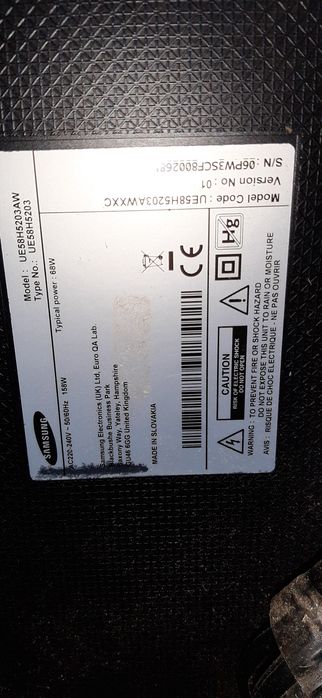 SAMSUNG
Model : UE58H5203AW
Type No.: UE58H5203
AC220-240V~ 50/60Hz 158W
Typical power : 68W
Samsung Electronics (UK) Ltd, Euro QA Lab.
Blackbushe Business Park
Saxony Way, Yateley, Hampshire
GU46 6GG United Kingdom
MADE IN SLOVAKIA
CE
Hg
CAUTION
RISK OF ELECTRIC SHOCK
DO NOT OPEN
WARNING : TO PREVENT FIRE OR SHOCK HAZARD
DO NOT EXPOSE THIS UNIT TO RAIN OR MOISTURE
AVIS : RISQUE DE CHOC ELECTRIQUE - NE PAS OUVRIR
Model Code : UE58H5203AWXXC
Version No : 01
S/N :